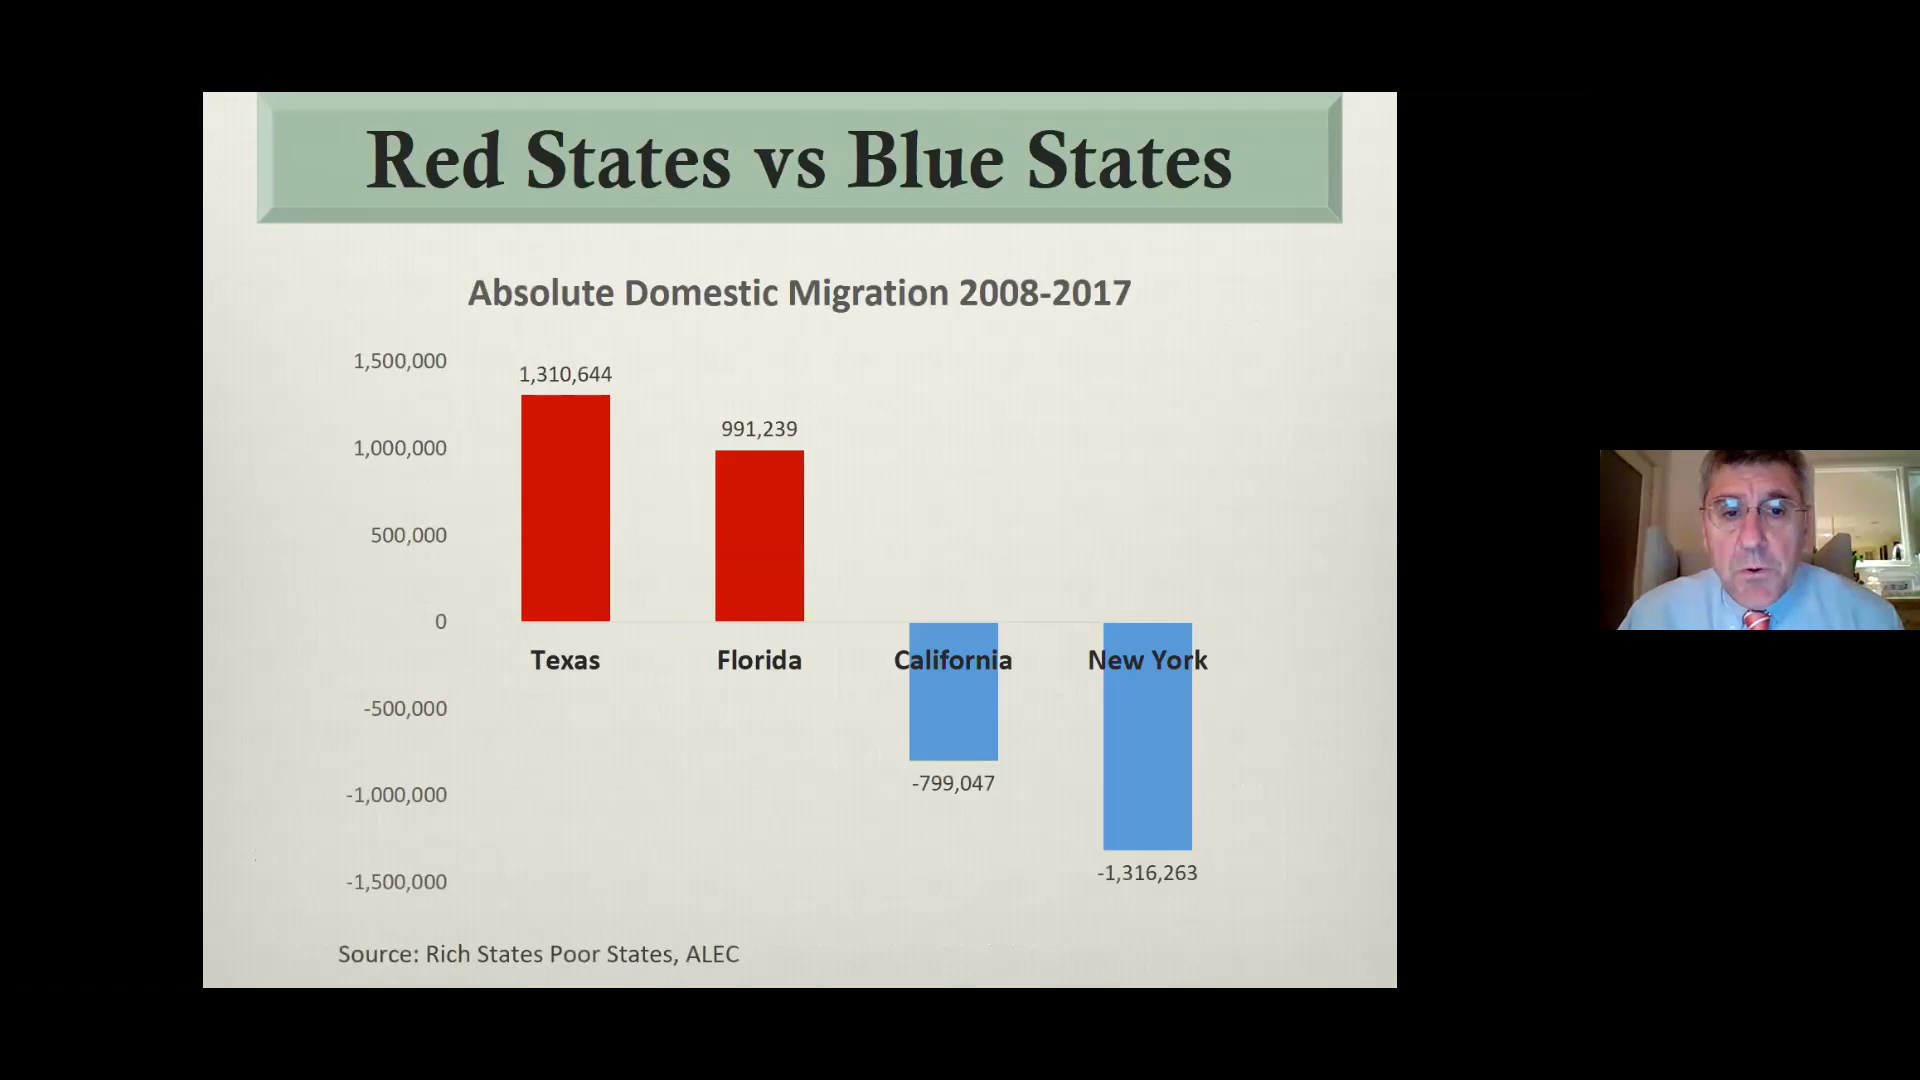 Red States vs Blue States
Absolute Domestic Migration 2008-2017
1,500,000
1,310,644
991,239
1,000,000
500,000
0
Texas Florida California New York
-500,000
-799,047
-1,000,000
-1,316,263
-1,500,000
Source: Rich States Poor States, ALEC